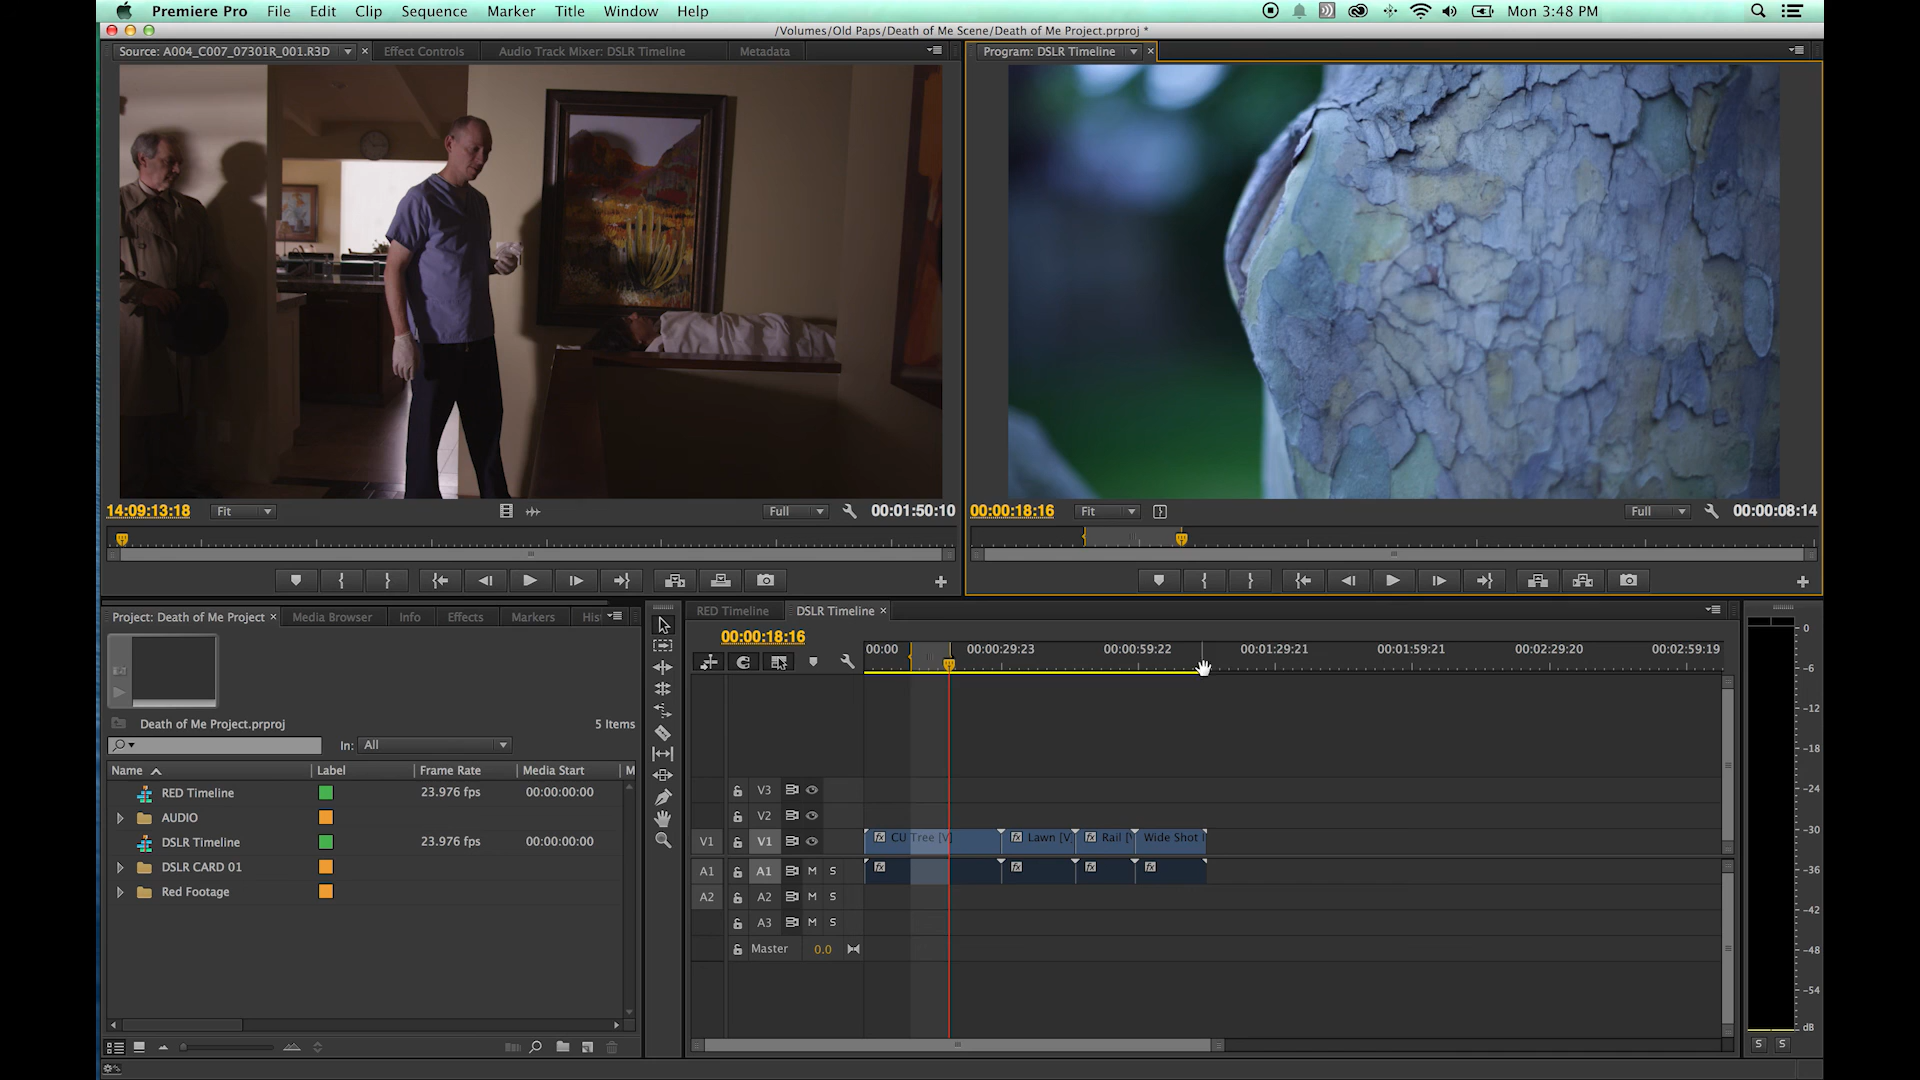 Premiere Pro File Edit Clip Sequence Marker Title Window Help Mon 3:48 PM
/Volumes/Old Paps/Death of Me Scene/Death of Me Project.prproj *
Source: A004_C007_07301R_001.R3D Effect Controls Audio Track Mixer: DSLR Timeline Metadata Program: DSLR Timeline
14:09:13:18 Fit Full 00:01:50:10 00:00:18:16 Fit Full 00:00:08:14
Project: Death of Me Project Media Browser Info Effects Markers His
RED Timeline DSLR Timeline
00:00:18:16
00:00 00:00:29:23 00:00:59:22 00:01:29:21 00:01:59:21 00:02:29:20 00:02:59:19
Death of Me Project.prproj 5 Items
In: All
Name Label Frame Rate Media Start M
RED Timeline 23.976 fps 00:00:00:00
AUDIO
DSLR Timeline 23.976 fps 00:00:00:00
DSLR CARD 01
Red Footage
V3
V2
V1 V1 fx CU Tree [V] fx Lawn [V] fx Rail [V Wide Shot
A1 A1 M S fx fx fx fx
A2 A2 M S
A3 M S
Master 0.0
0
-6
-12
-18
-24
-30
-36
-42
-48
-54
dB
S S